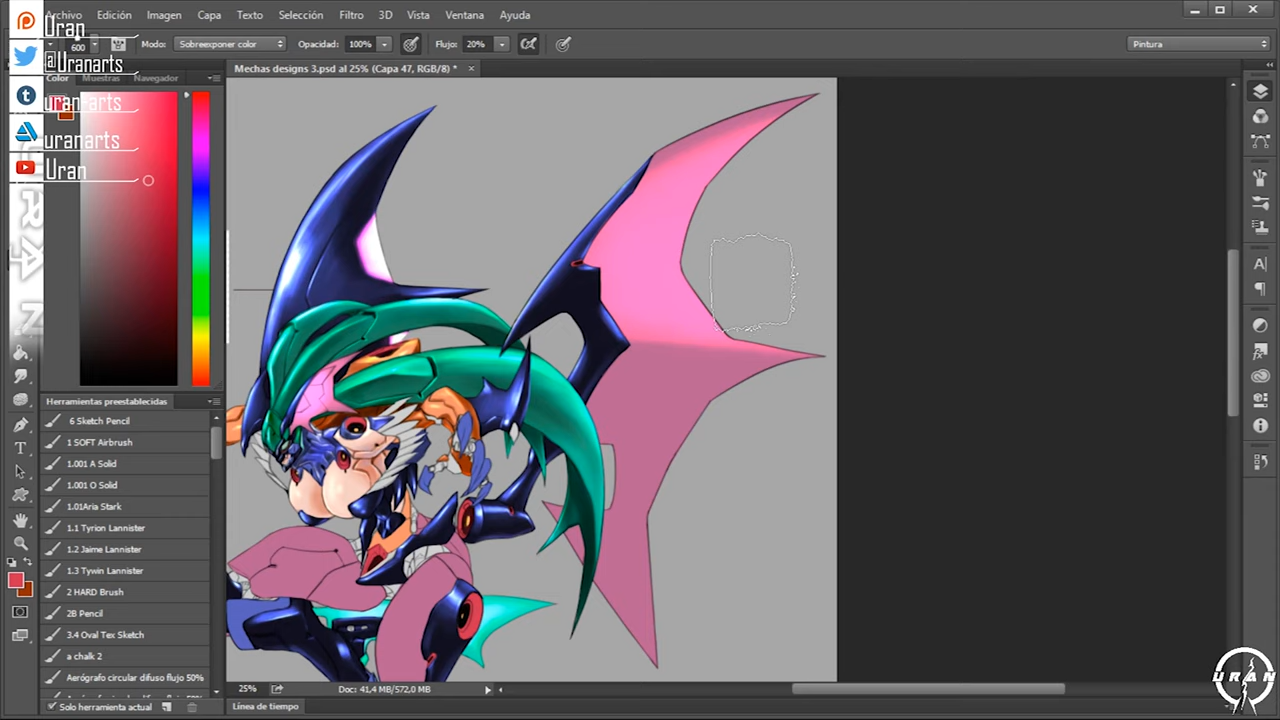 Archivo Edición Imagen Capa Texto Selección Filtro 3D Vista Ventana Ayuda
Uran
@Uranarts
uran-arts
uranarts
Uran
600 Modo: Sobreexponer color Opacidad: 100% Flujo: 20% Pintura
Mechas designs 3.psd al 25% (Capa 47, RGB/8) * ×
Color Muestras Navegador
URAN
Herramientas preestablecidas
6 Sketch Pencil
1 SOFT Airbrush
1.001 A Solid
1.001 O Solid
1.01Aria Stark
1.1 Tyrion Lannister
1.2 Jaime Lannister
1.3 Tywin Lannister
2 HARD Brush
2B Pencil
3.4 Oval Tex Sketch
a chalk 2
Aerógrafo circular difuso flujo 50%
Solo herramienta actual
25% Doc: 41,4 MB/572,0 MB
Línea de tiempo
URAN